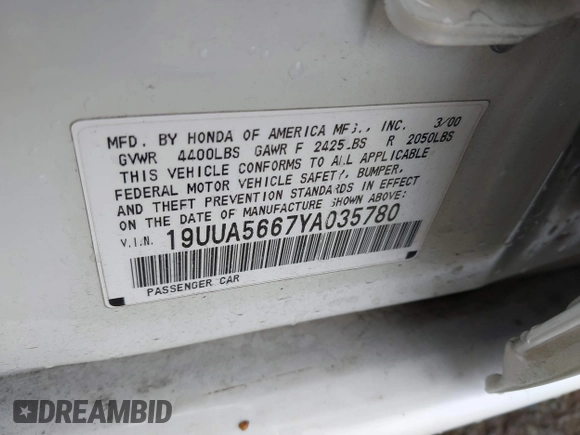 MFD. BY HONDA OF AMERICA MFG., INC. 3/00
GVWR 4400LBS GAWR F 2425LBS R 2050LBS
THIS VEHICLE CONFORMS TO ALL APPLICABLE
FEDERAL MOTOR VEHICLE SAFETY, BUMPER,
AND THEFT PREVENTION STANDARDS IN EFFECT
ON THE DATE OF MANUFACTURE SHOWN ABOVE:
V.I.N. 19UUA5667YA035780
PASSENGER CAR
DREAMBID